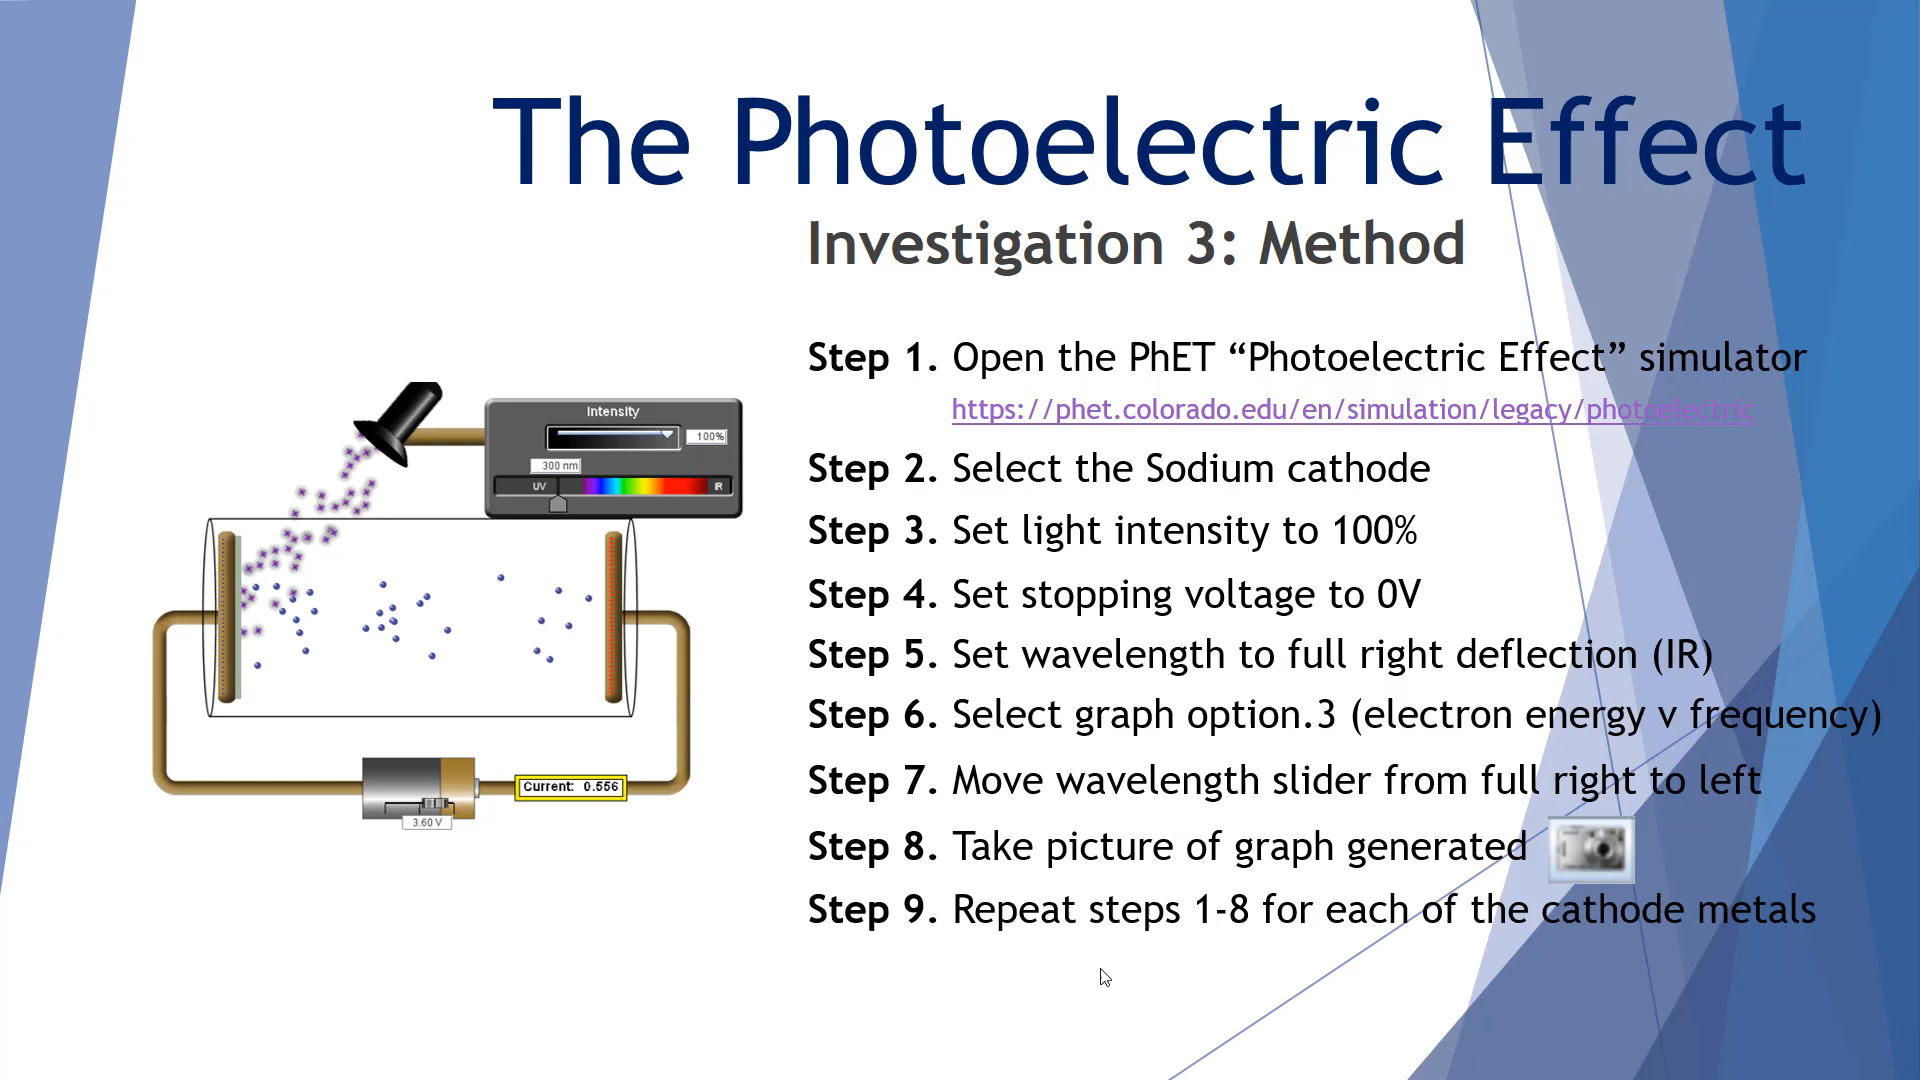 The Photoelectric Effect
Investigation 3: Method
Step 1. Open the PhET “Photoelectric Effect” simulator
https://phet.colorado.edu/en/simulation/legacy/photoelectric
Step 2. Select the Sodium cathode
Step 3. Set light intensity to 100%
Step 4. Set stopping voltage to 0V
Step 5. Set wavelength to full right deflection (IR)
Step 6. Select graph option.3 (electron energy v frequency)
Step 7. Move wavelength slider from full right to left
Step 8. Take picture of graph generated
Step 9. Repeat steps 1-8 for each of the cathode metals
Intensity
100%
300 nm
UV IR
Current: 0.556
3.60 V